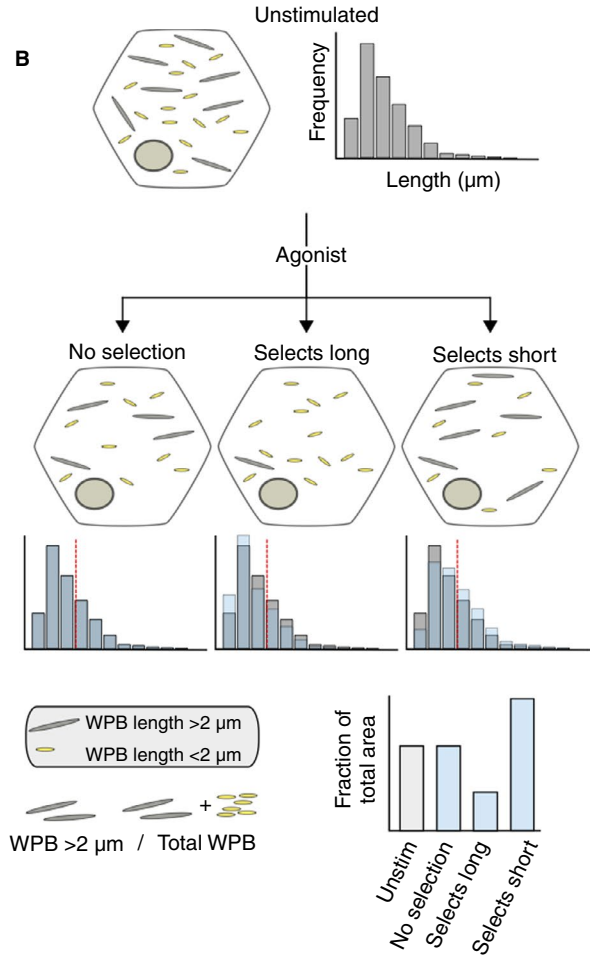 B
Unstimulated
Frequency
Length (µm)
Agonist
No selection
Selects long
Selects short
WPB length >2 µm
WPB length <2 µm
+
WPB >2 µm / Total WPB
Fraction of
total area
Unstim
No selection
Selects long
Selects short